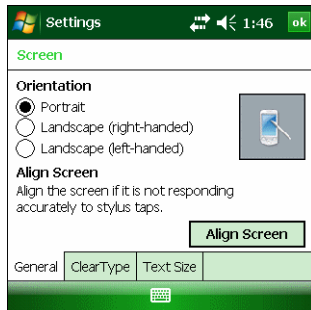 Settings 1:46 ok
Screen
Orientation
Portrait
Landscape (right-handed)
Landscape (left-handed)
Align Screen
Align the screen if it is not responding
accurately to stylus taps.
Align Screen
General ClearType Text Size